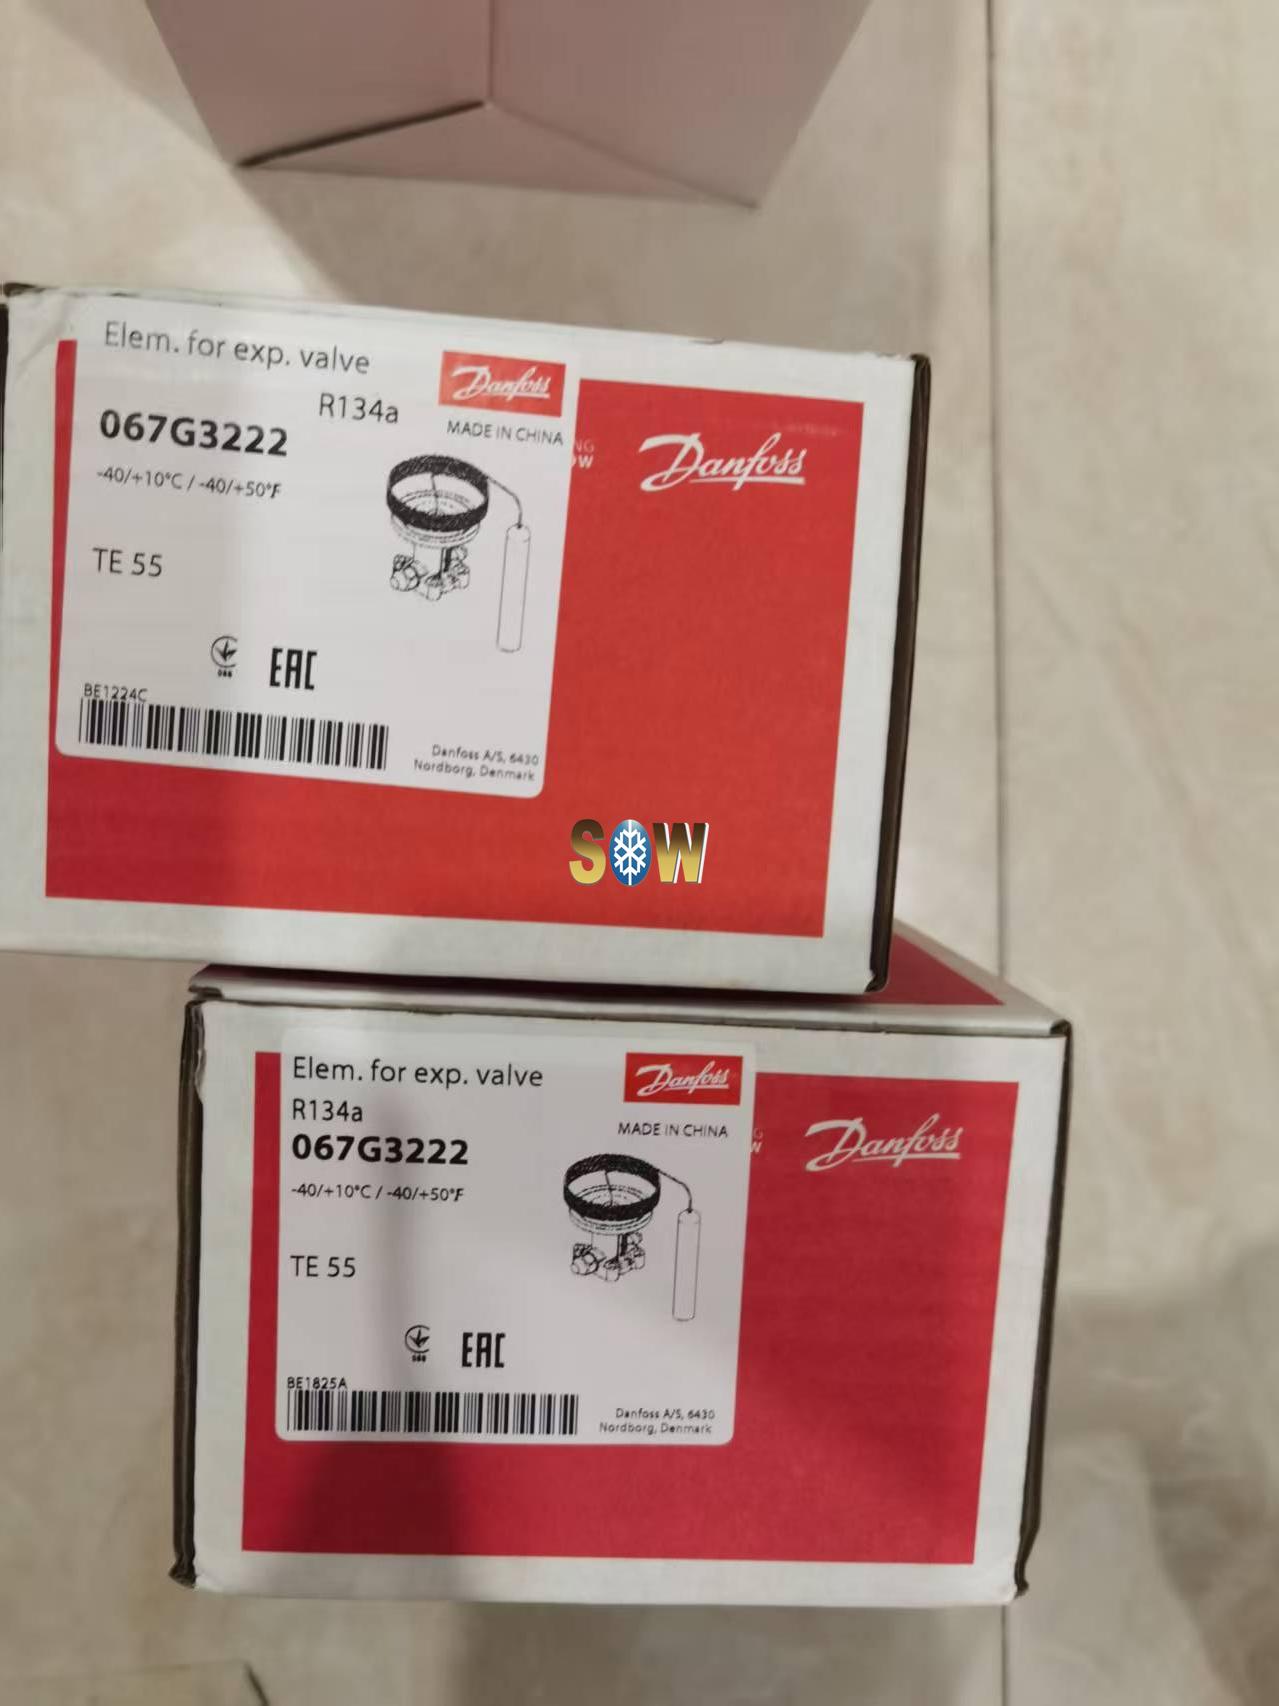 Elem. for exp. valve
Danfoss
R134a
067G3222
MADE IN CHINA
-40/+10°C / -40/+50°F
TE 55
EAC
BE1224C
Danfoss A/S, 6430
Nordborg, Denmark
NG
OW
Danfoss
SOW
Elem. for exp. valve
Danfoss
R134a
MADE IN CHINA
067G3222
-40/+10°C / -40/+50°F
TE 55
EAC
BE1825A
Danfoss A/S, 6430
Nordborg, Denmark
G
W
Danfoss